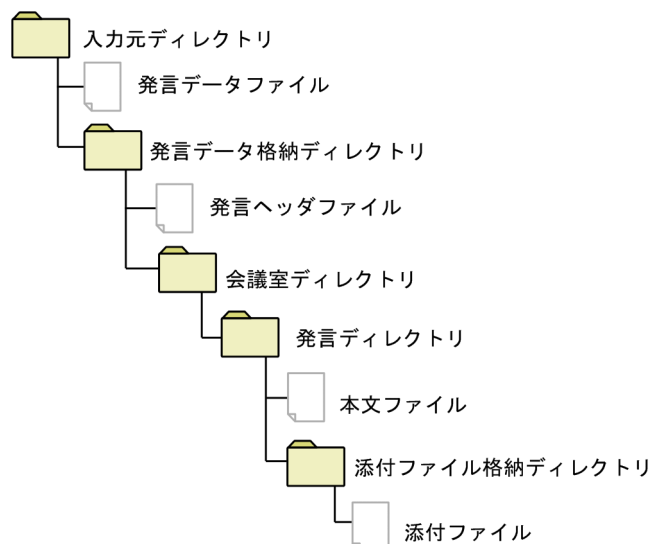 入力元ディレクトリ
発言データファイル
発言データ格納ディレクトリ
発言ヘッダファイル
会議室ディレクトリ
発言ディレクトリ
本文ファイル
添付ファイル格納ディレクトリ
添付ファイル